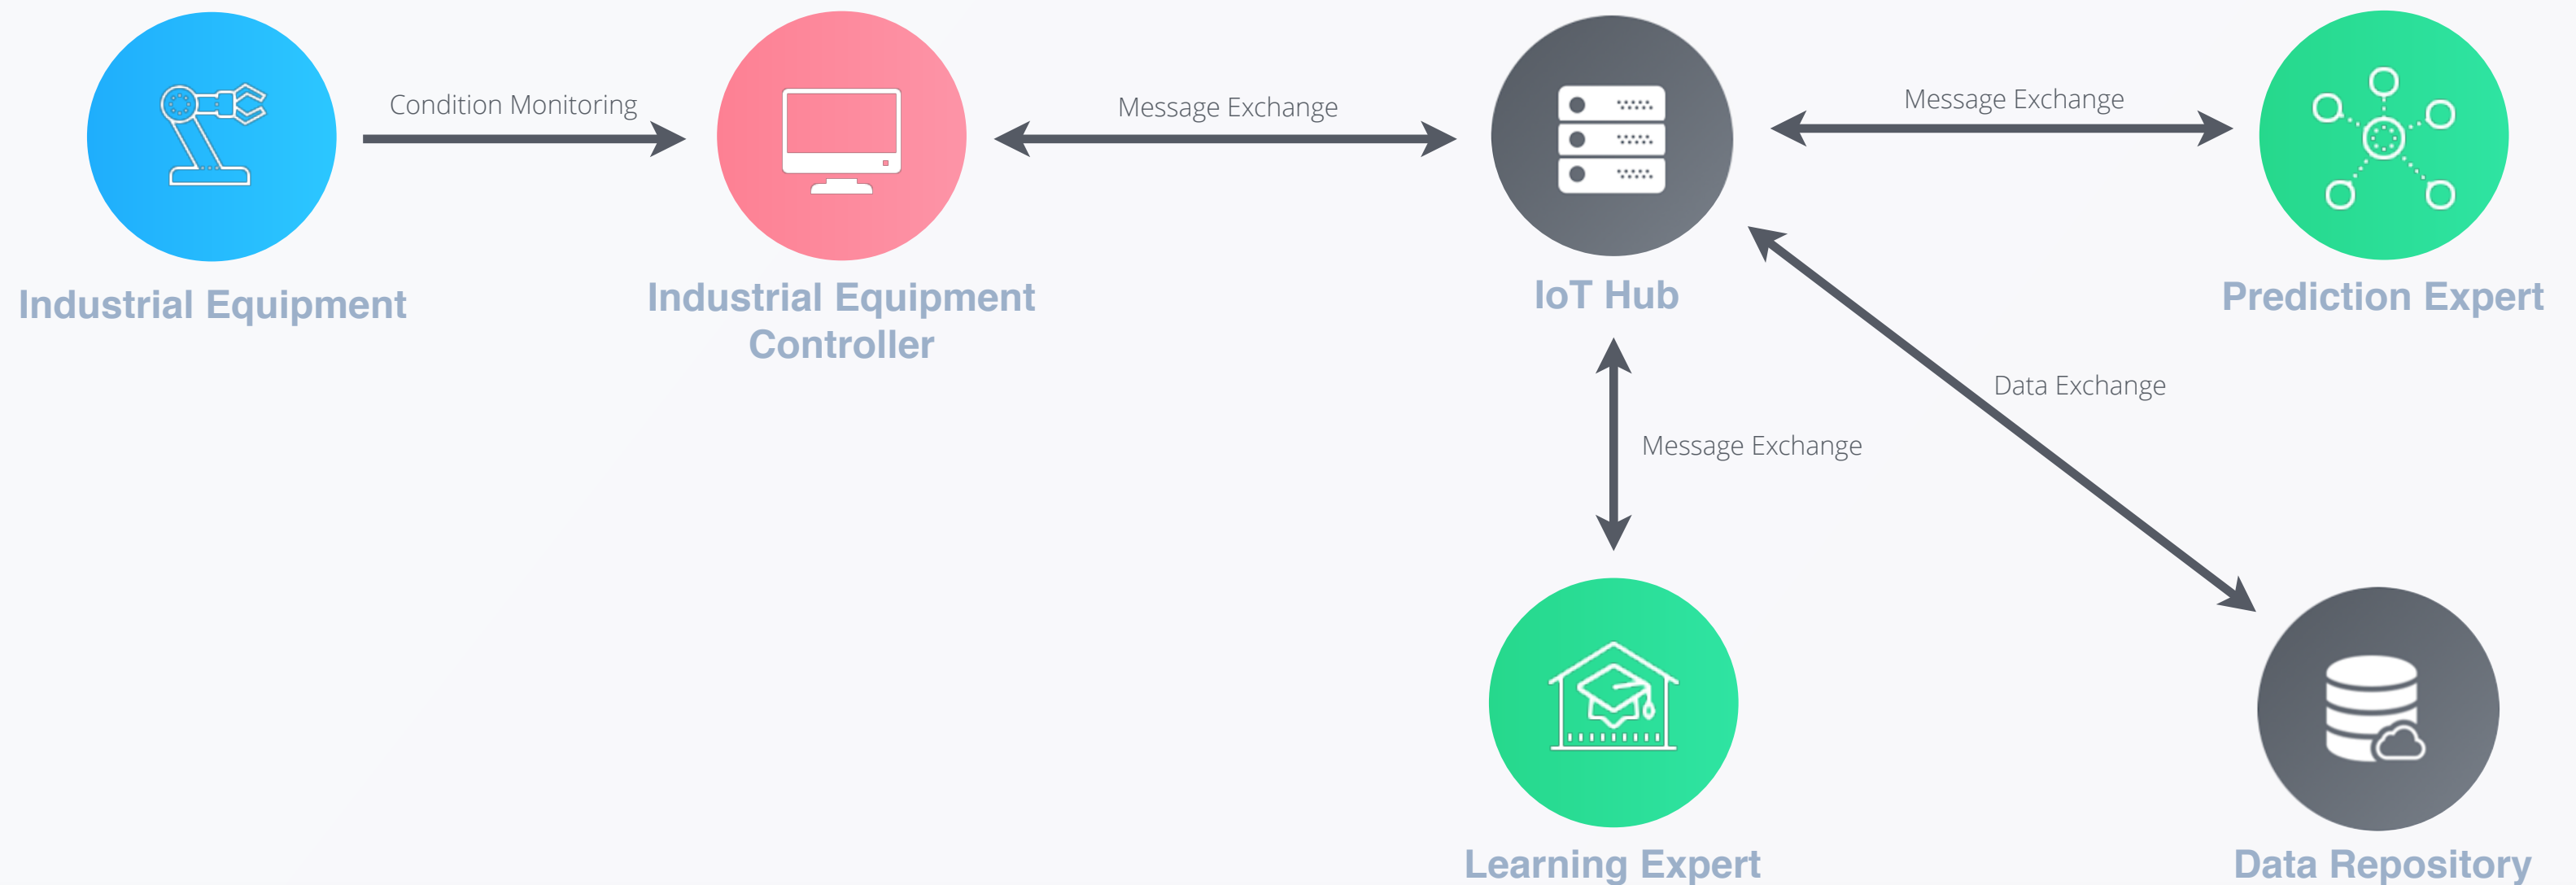 Condition Monitoring
Message Exchange
Message Exchange
Industrial Equipment
Industrial Equipment
Controller
IoT Hub
Prediction Expert
Data Exchange
Message Exchange
Learning Expert
Data Repository